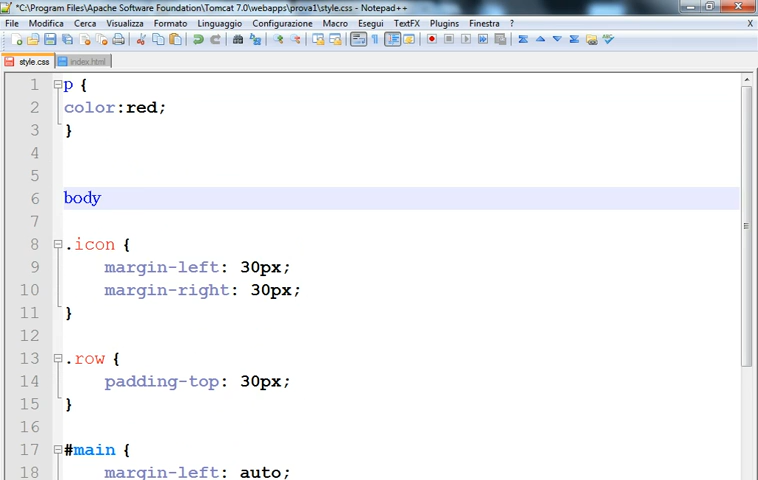 *C:\Program Files\Apache Software Foundation\Tomcat 7.0\webapps\prova1\style.css - Notepad++
File Modifica Cerca Visualizza Formato Linguaggio Configurazione Macro Esegui TextFX Plugins Finestra ? X
style.css index.html
1 p {
2 color:red;
3 }
4
5
6 body
7
8 .icon {
9 margin-left: 30px;
10 margin-right: 30px;
11 }
12
13 .row {
14 padding-top: 30px;
15 }
16
17 #main {
18 margin-left: auto;